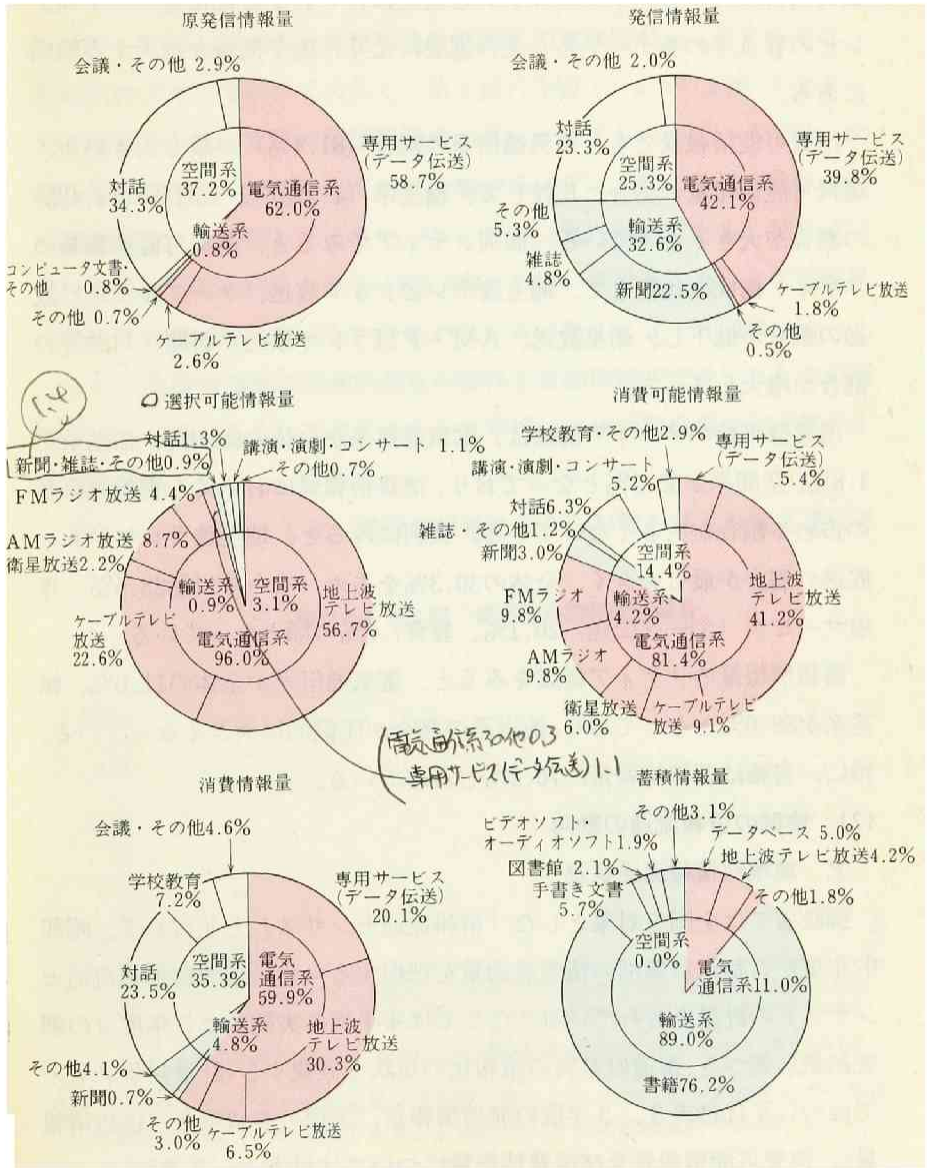 原発信情報量
会議・その他 2.9%
対話
34.3%
空間系
37.2%
電気通信系
62.0%
専用サービス
(データ伝送)
58.7%
輸送系
0.8%
コンピュータ文書・
その他 0.8%
その他 0.7%
ケーブルテレビ放送
2.6%
発信情報量
会議・その他 2.0%
対話
23.3%
空間系
25.3%
電気通信系
42.1%
専用サービス
(データ伝送)
39.8%
その他
5.3%
輸送系
32.6%
雑誌
4.8%
新聞22.5%
ケーブルテレビ放送
1.8%
その他
0.5%
選択可能情報量
対話1.3%
講演・演劇・コンサート 1.1%
新聞・雑誌・その他0.9%
その他0.7%
FMラジオ放送 4.4%
AMラジオ放送 8.7%
衛星放送2.2%
輸送系
0.9%
空間系
3.1%
地上波
テレビ放送
56.7%
ケーブルテレビ
放送
22.6%
電気通信系
96.0%
消費可能情報量
学校教育・その他2.9%
専用サービス
(データ伝送)
5.4%
講演・演劇・コンサート
5.2%
対話6.3%
雑誌・その他1.2%
新聞3.0%
空間系
14.4%
地上波
テレビ放送
41.2%
FMラジオ
9.8%
輸送系
4.2%
電気通信系
81.4%
AMラジオ
9.8%
衛星放送
6.0%
ケーブルテレビ
放送 9.1%
電気通信系その他0.3
専用サービス(データ伝送)1.1
消費情報量
会議・その他4.6%
学校教育
7.2%
専用サービス
(データ伝送)
20.1%
対話
23.5%
空間系
35.3%
電気
通信系
59.9%
輸送系
4.8%
地上波
テレビ放送
30.3%
その他4.1%
新聞0.7%
その他
3.0%
ケーブルテレビ放送
6.5%
蓄積情報量
その他3.1%
ビデオソフト・
オーディオソフト1.9%
データベース 5.0%
図書館 2.1%
地上波テレビ放送4.2%
手書き文書
5.7%
その他1.8%
空間系
0.0%
電気
通信系11.0%
輸送系
89.0%
書籍76.2%